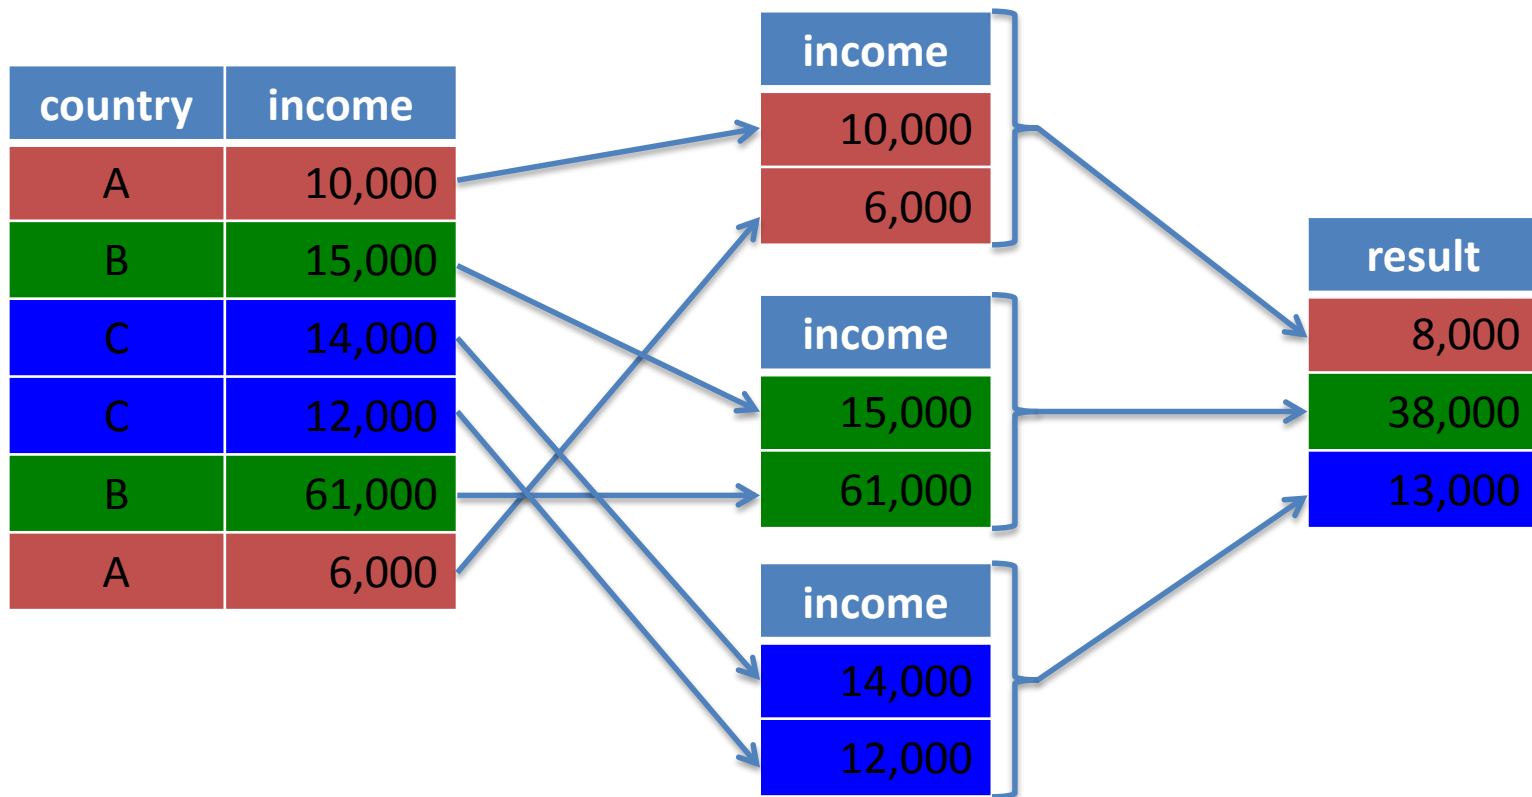 country income
A 10,000
B 15,000
C 14,000
C 12,000
B 61,000
A 6,000
income
10,000
6,000
income
15,000
61,000
income
14,000
12,000
result
8,000
38,000
13,000